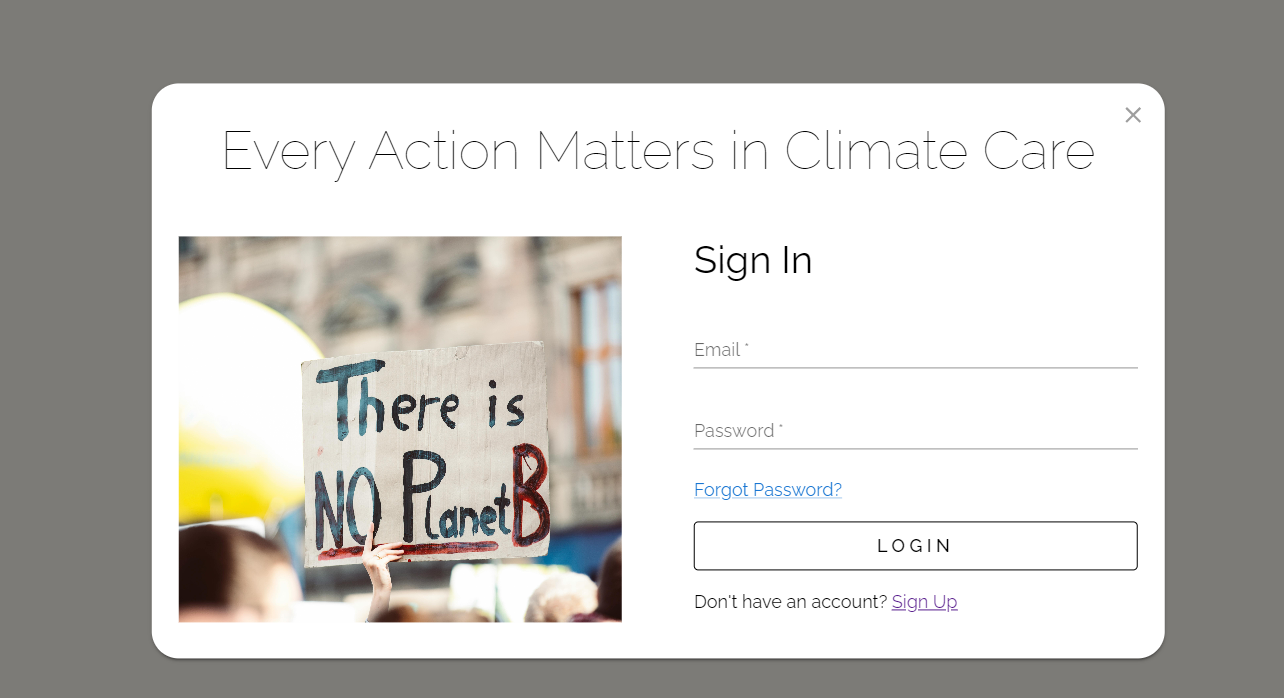 Every Action Matters in Climate Care
There is
NO Planet B
Sign In
Email *
Password *
Forgot Password?
LOGIN
Don't have an account? Sign Up